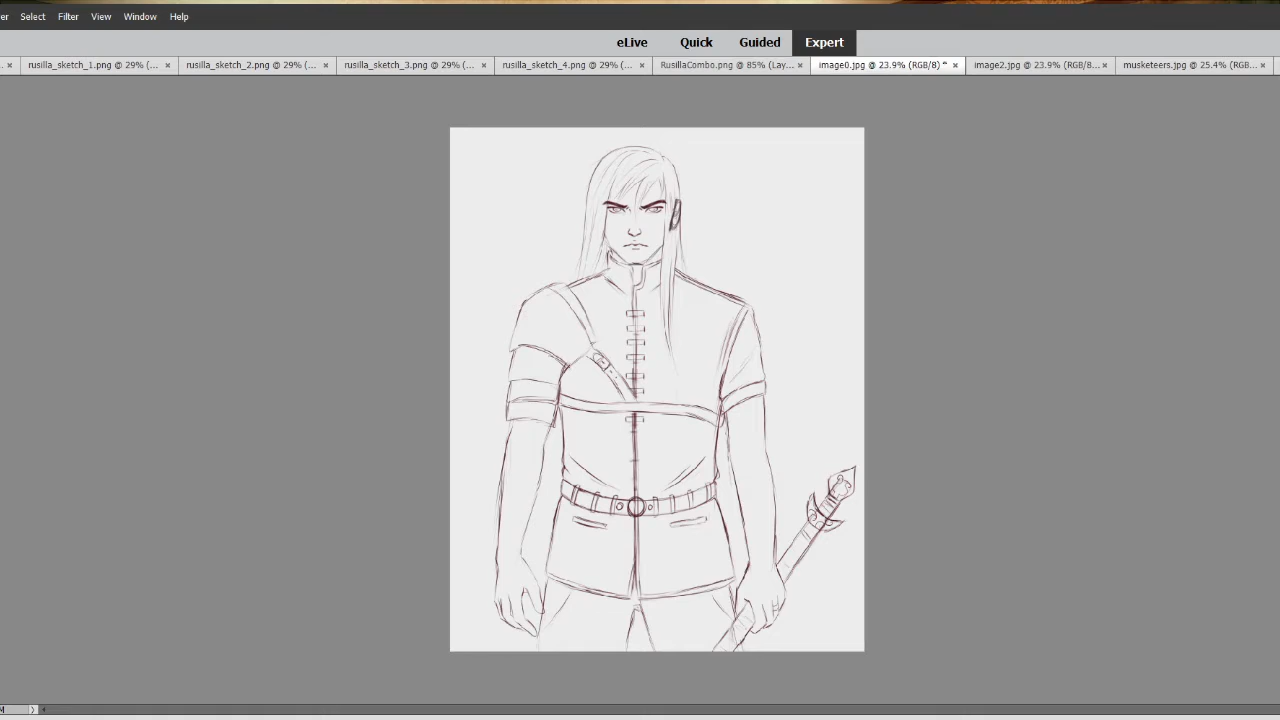 er Select Filter View Window Help
eLive Quick Guided Expert
rusilla_sketch_1.png @ 29% (... rusilla_sketch_2.png @ 29% (... rusilla_sketch_3.png @ 29% (... rusilla_sketch_4.png @ 29% (... RusillaCombo.png @ 85% (Lay... image0.jpg @ 23.9% (RGB/8) * image2.jpg @ 23.9% (RGB/8... musketeers.jpg @ 25.4% (RGB...